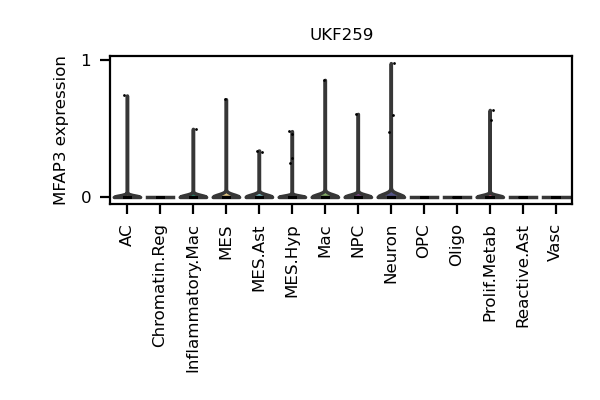 UKF259
MFAP3 expression
1
0
AC
Chromatin.Reg
Inflammatory.Mac
MES
MES.Ast
MES.Hyp
Mac
NPC
Neuron
OPC
Oligo
Prolif.Metab
Reactive.Ast
Vasc